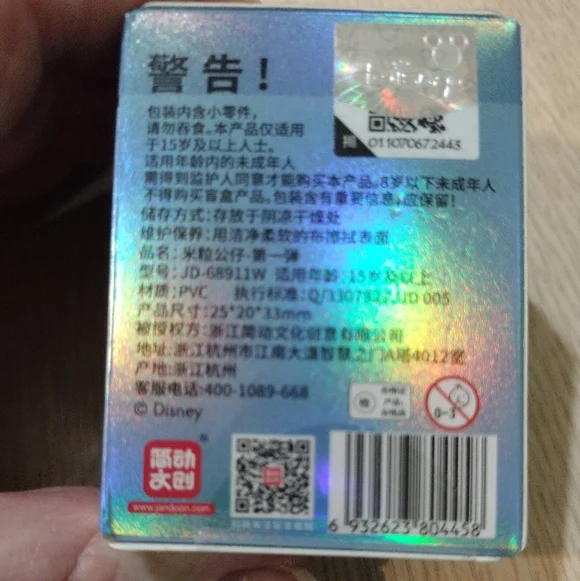 警告!
包装内含小零件,
请勿吞食。本产品仅适用
于15岁及以上人士。
011070672443
适用年龄内的未成年人
需得到监护人同意才能购买本产品。8岁以下未成年人
不得购买盲盒产品。包装含有重要信息,应保留!
储存方式:存放于阴凉干燥处
维护保养:用洁净柔软的布擦拭表面
品名:米粒公仔-第一弹
型号:JD-68911W 适用年龄:15岁及以上
材质:PVC 执行标准:
产品尺寸:25*20*33mm
被授权方:浙江简动文化创意有限公司
地址:浙江杭州市江南大道智慧之门A塔4012室
产地:浙江杭州
客服电话:400-1089-668
© Disney
合格证
0-3
简动
文创
®
www.jandoon.com
6 932623 804458